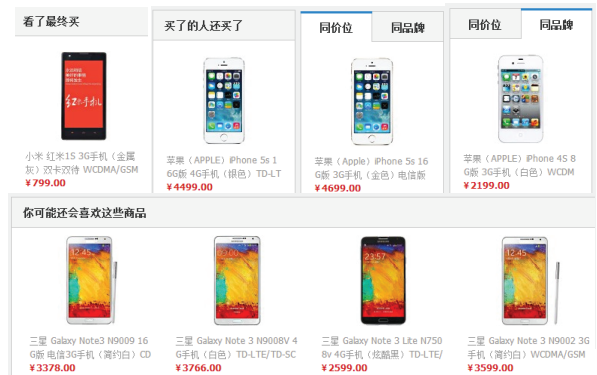 看了最终买
买了的人还买了
同价位
同品牌
同价位
同品牌
小米 红米1S 3G手机（金属
灰）双卡双待 WCDMA/GSM
￥799.00
苹果（APPLE）iPhone 5s 1
6G版 4G手机（银色）TD-LT
￥4499.00
苹果（Apple）iPhone 5s 16
G版 3G手机（金色）电信版
￥4699.00
苹果（APPLE）iPhone 4S 8
G版 3G手机（白色）WCDM
￥2199.00
你可能还会喜欢这些商品
三星 Galaxy Note3 N9009 16
G版 电信3G手机（简约白）CD
￥3378.00
三星 Galaxy Note 3 N9008V 4
G手机（白色）TD-LTE/TD-SC
￥3766.00
三星 Galaxy Note 3 Lite N750
8v 4G手机（炫酷黑）TD-LTE/
￥2599.00
三星 Galaxy Note 3 N9002 3G
手机（简约白）WCDMA/GSM
￥3599.00